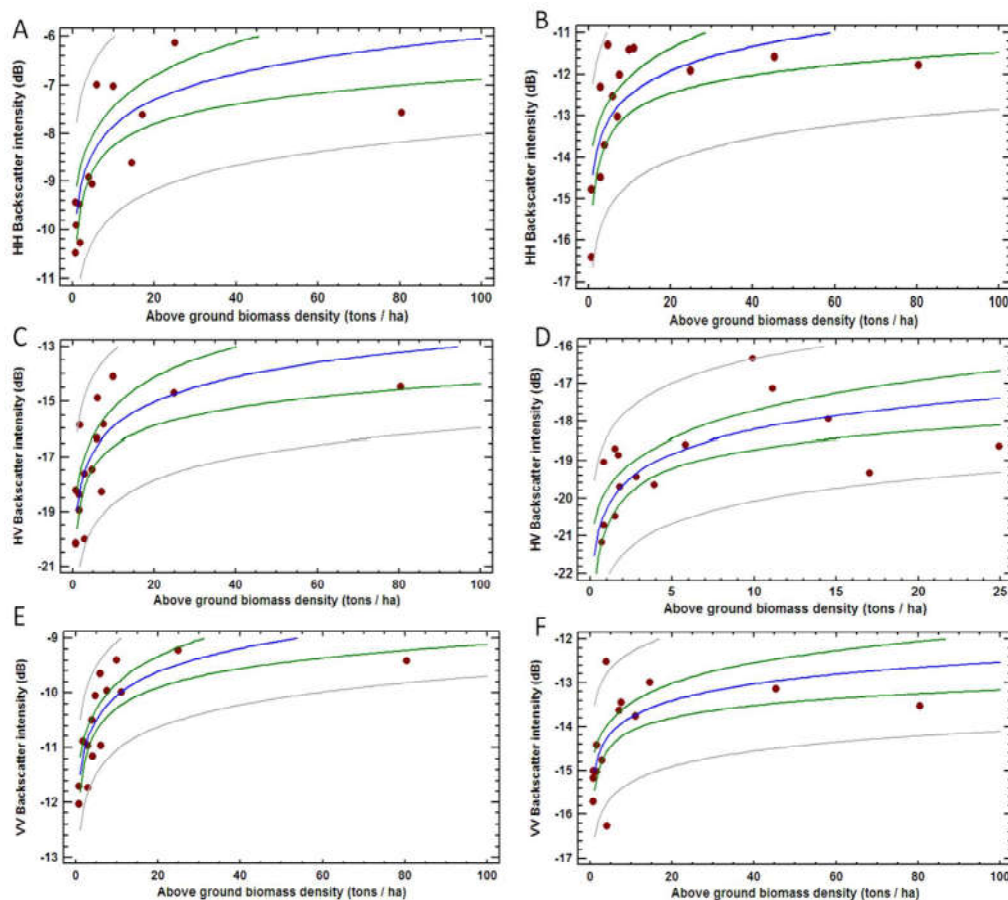 A
HH Backscatter intensity (dB)
-6
-7
-8
-9
-10
-11
0 20 40 60 80 100
Above ground biomass density (tons / ha)
B
HH Backscatter intensity (dB)
-11
-12
-13
-14
-15
-16
-17
0 20 40 60 80 100
Above ground biomass density (tons / ha)
C
HV Backscatter intensity (dB)
-13
-15
-17
-19
-21
0 20 40 60 80 100
Above ground biomass density (tons / ha)
D
HV Backscatter intensity (dB)
-16
-17
-18
-19
-20
-21
-22
0 5 10 15 20 25
Above ground biomass density (tons / ha)
E
VV Backscatter intensity (dB)
-9
-10
-11
-12
-13
0 20 40 60 80 100
Above ground biomass density (tons / ha)
F
VV Backscatter intensity (dB)
-12
-13
-14
-15
-16
-17
0 20 40 60 80 100
Above ground biomass density (tons / ha)